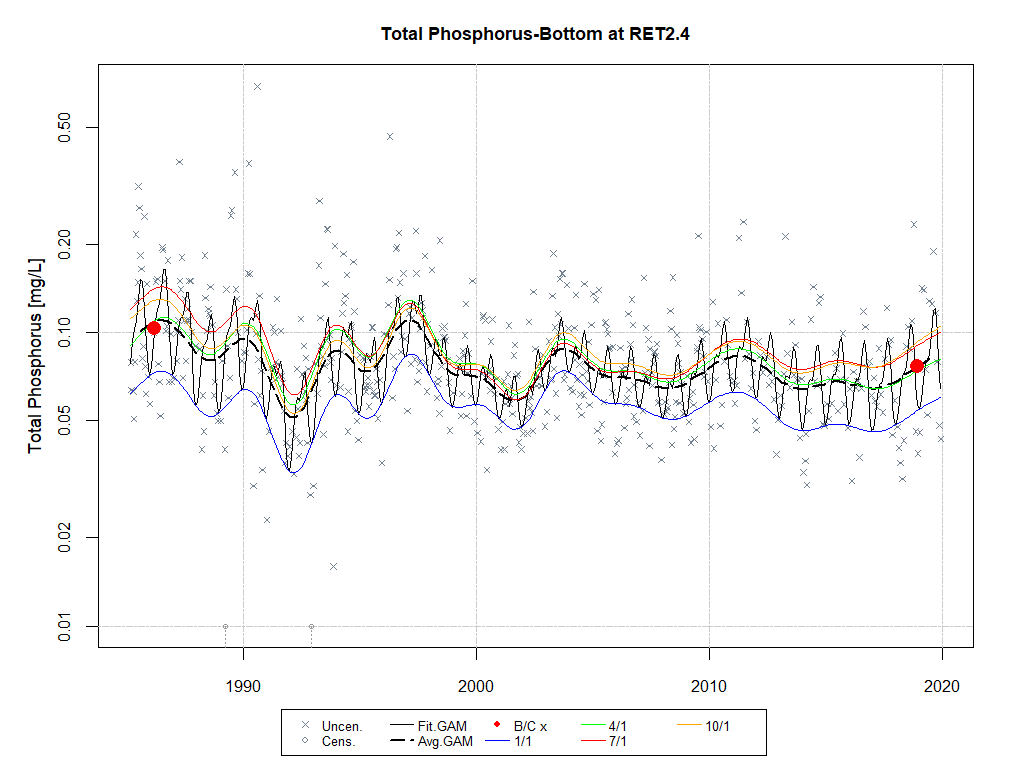 Total Phosphorus-Bottom at RET2.4
Total Phosphorus [mg/L]
0.50
0.20
0.10
0.05
0.02
0.01
1990 2000 2010 2020
Uncen. Fit.GAM B/C x 4/1 10/1
Cens. Avg.GAM 1/1 7/1